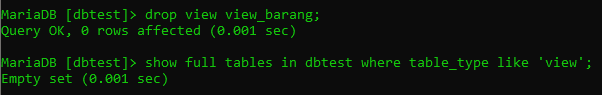 MariaDB [dbtest]> drop view view_barang;
Query OK, 0 rows affected (0.001 sec)
MariaDB [dbtest]> show full tables in dbtest where table_type like 'view';
Empty set (0.001 sec)